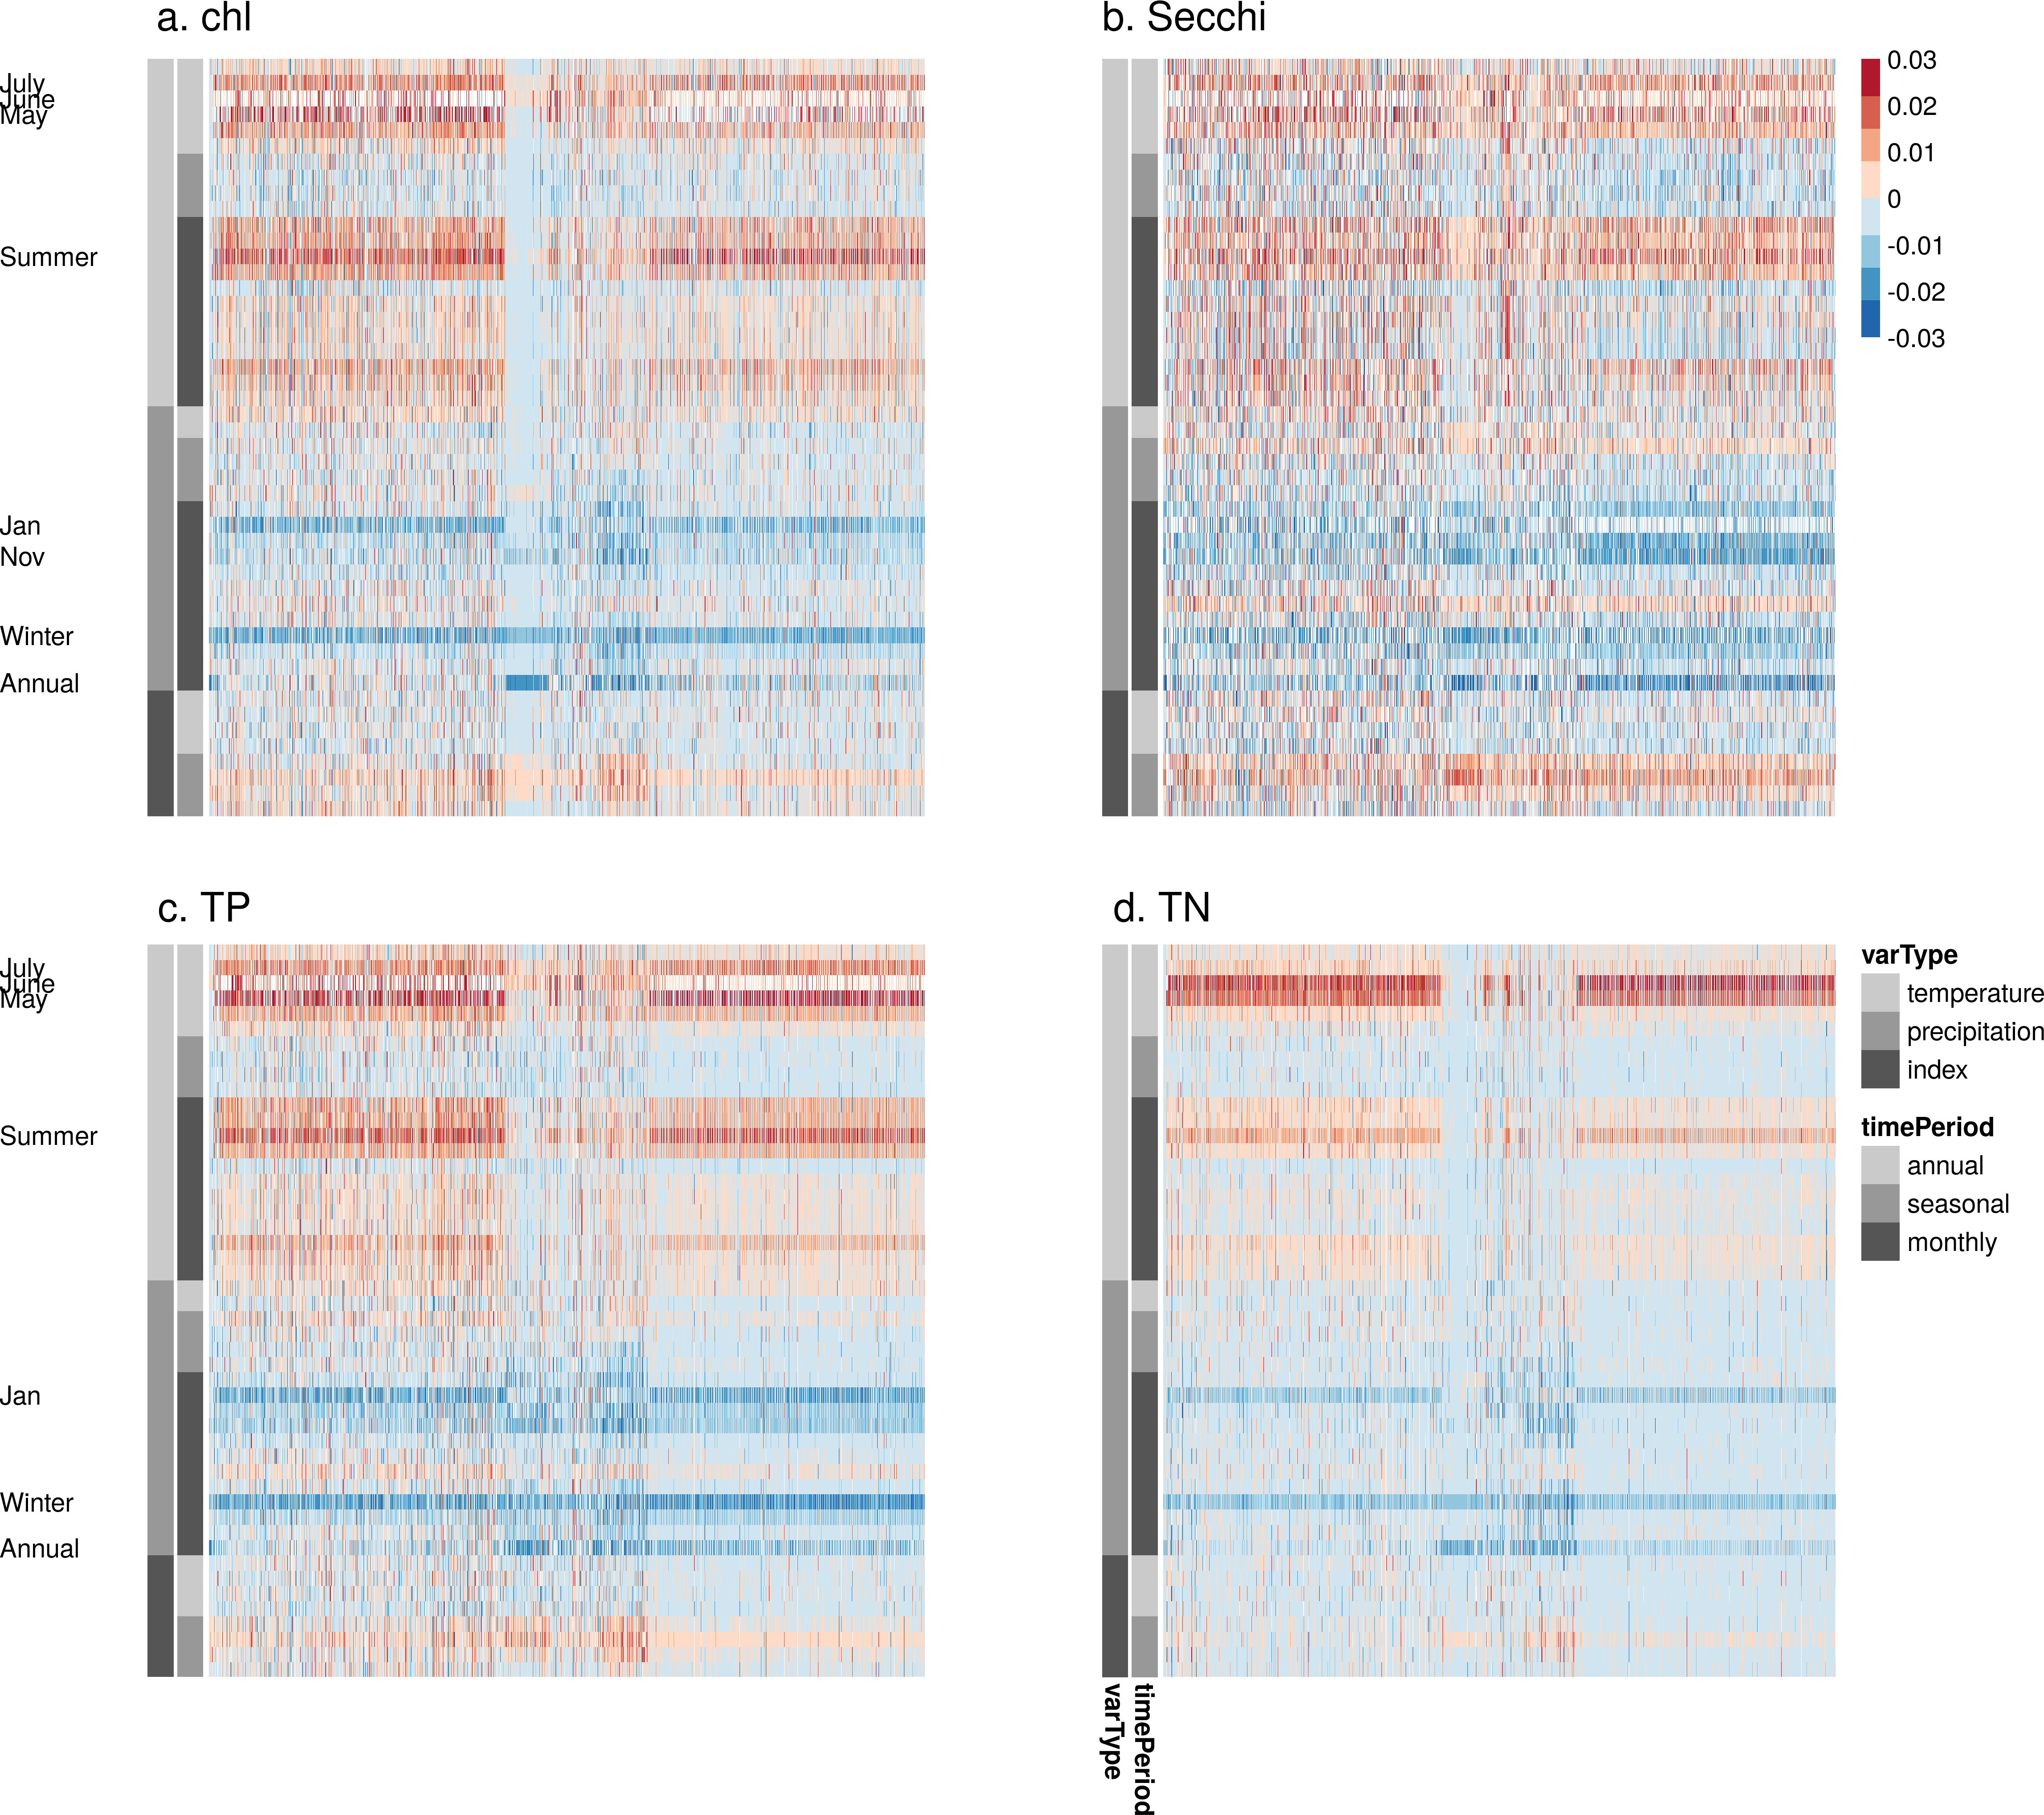 a. chl
b. Secchi
July
June
May
Summer
Jan
Nov
Winter
Annual
0.03
0.02
0.01
0
-0.01
-0.02
-0.03
c. TP
d. TN
July
June
May
Summer
Jan
Winter
Annual
varType
temperature
precipitation
index
timePeriod
annual
seasonal
monthly
varType
timePeriod